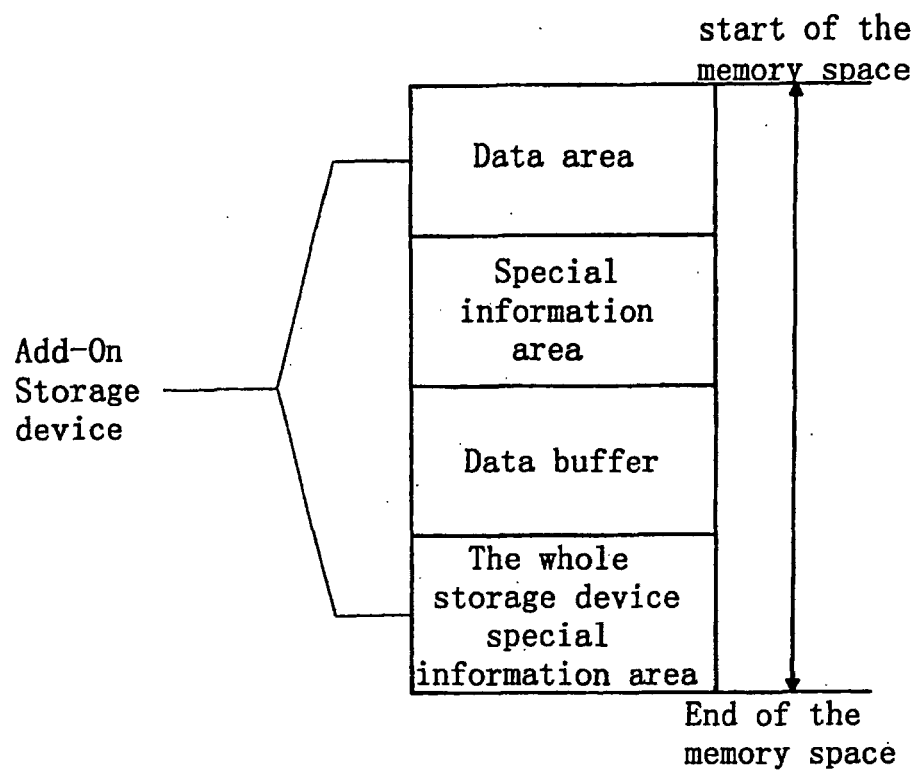 start of the
memory space
Data area
Special
information
area
Add-On
Storage
device
Data buffer
The whole
storage device
special
information area
End of the
memory space